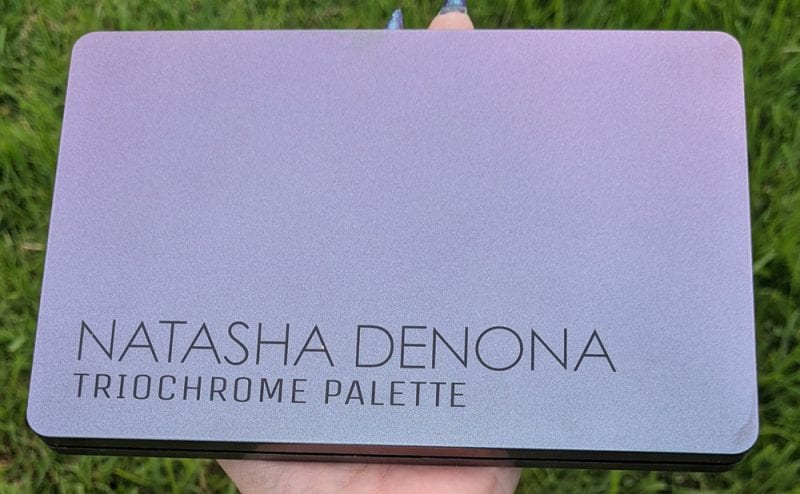 NATASHA DENONA
TRIOCHROME PALETTE